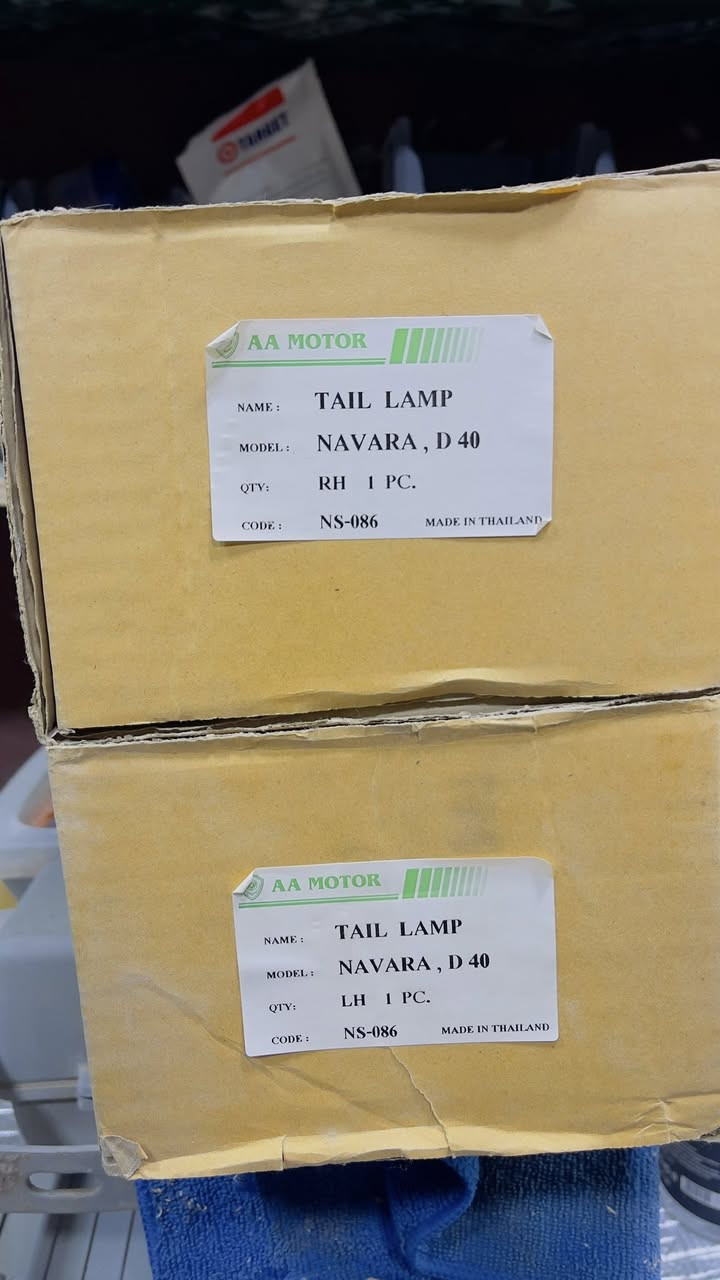 TARGET
AA MOTOR
NAME : TAIL LAMP
MODEL : NAVARA , D 40
QTY: RH 1 PC.
CODE : NS-086 MADE IN THAILAND
AA MOTOR
NAME : TAIL LAMP
MODEL : NAVARA , D 40
QTY: LH 1 PC.
CODE : NS-086 MADE IN THAILAND